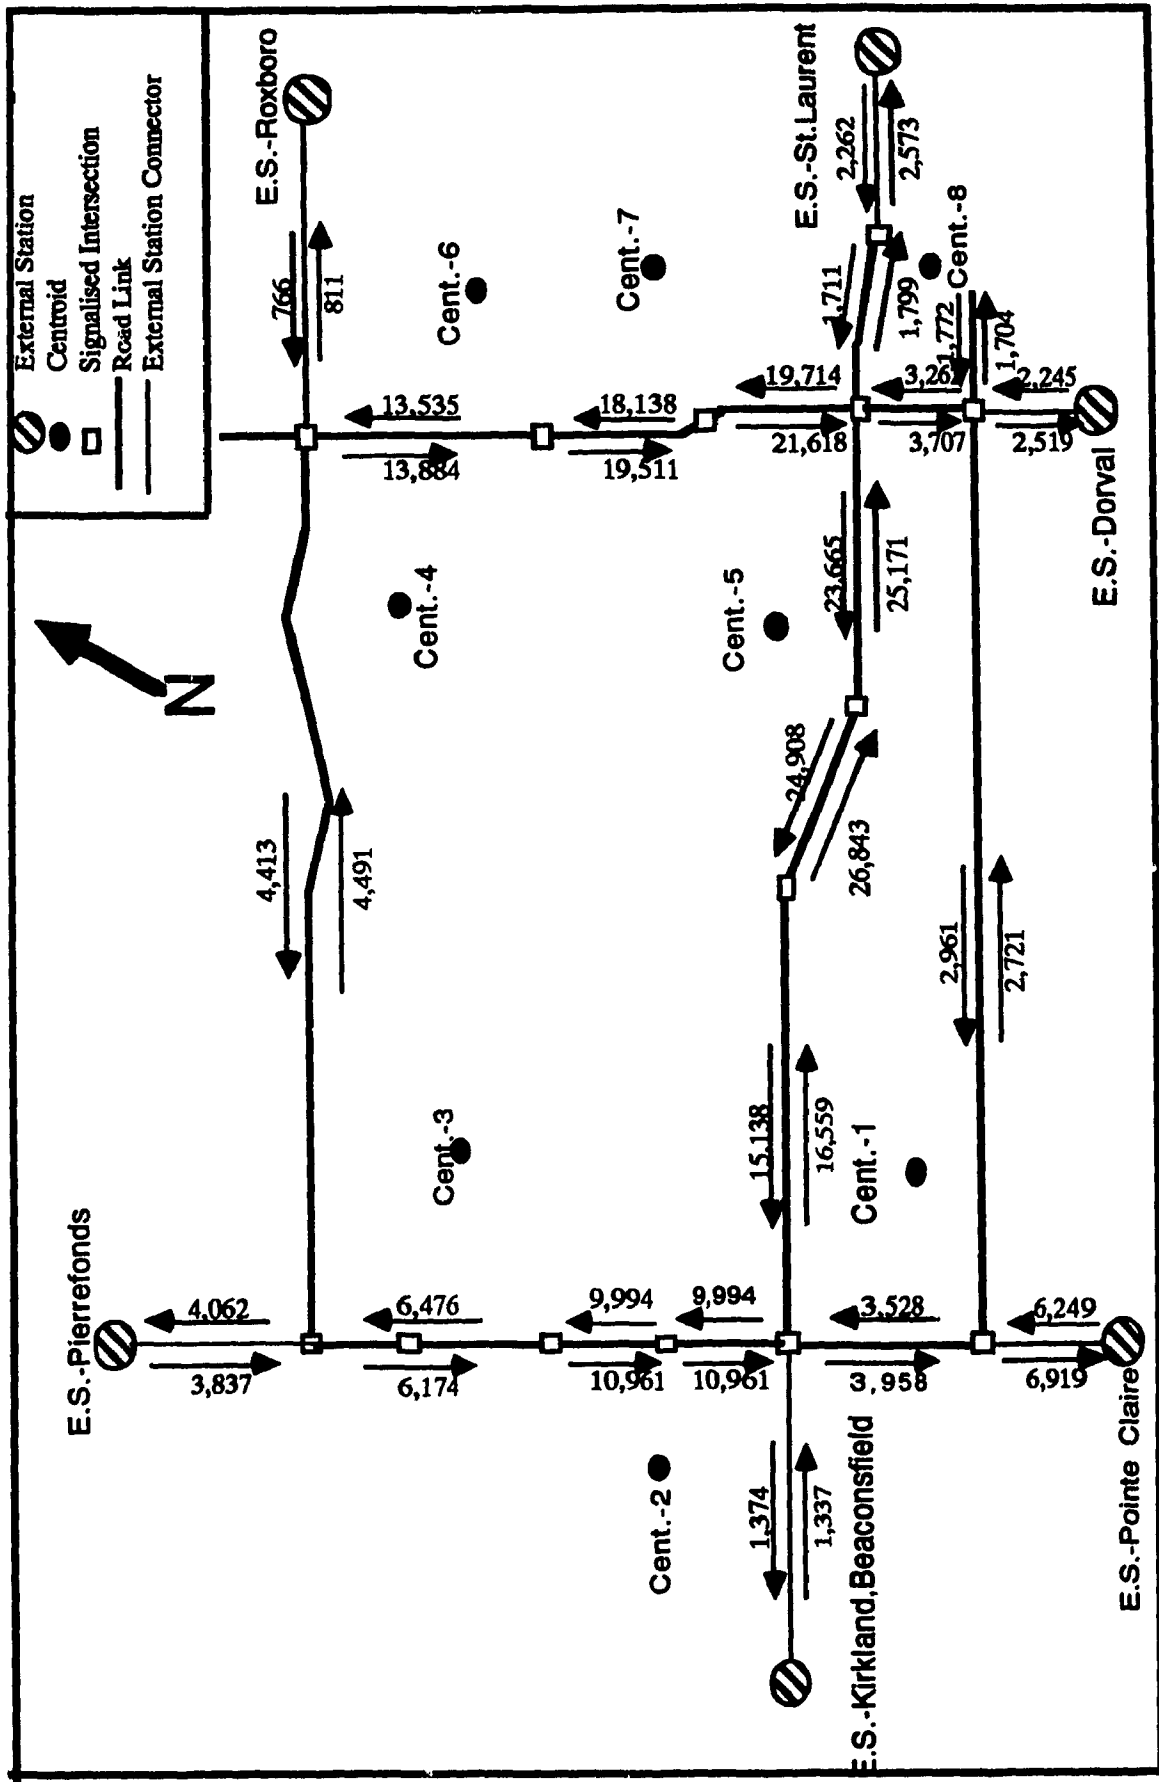 External Station
Centroid
Signalised Intersection
Road Link
External Station Connector
E.S.-Roxboro
E.S.-St.Laurent
E.S.-Pierrefonds
E.S.-Dorval
E.S.-Kirkland,Beaconsfield
E.S.-Pointe Claire
N
Cent.-6
Cent.-7
Cent.-8
Cent.-4
Cent.-5
Cent.-3
Cent.-1
Cent.-2
766
811
2,262
2,573
1,711
1,799
1,772
1,704
13,535
13,884
18,138
19,511
19,714
21,618
3,707
2,245
2,519
23,665
25,171
24,908
26,843
4,413
4,491
2,961
2,721
15,138
16,559
4,062
3,837
6,476
6,174
9,994
10,961
9,994
10,961
3,528
3,958
6,249
6,919
1,374
1,337